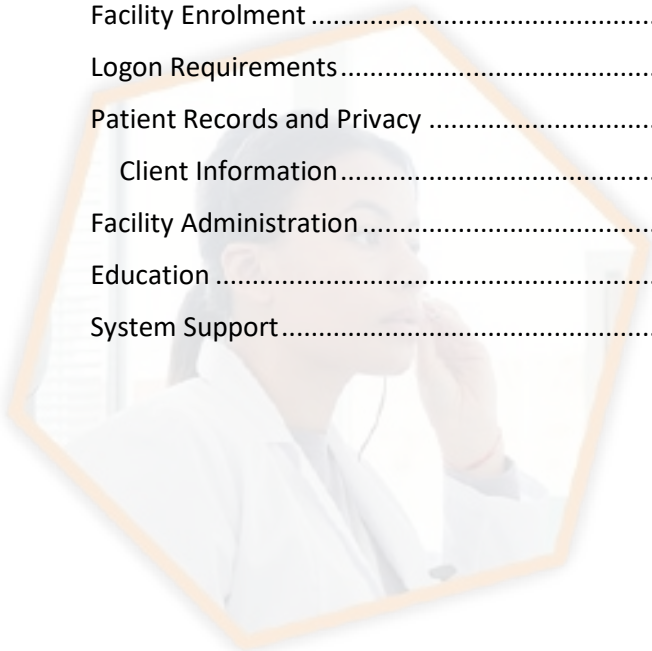 Facility Enrolment ................................................
Logon Requirements............................................
Patient Records and Privacy ................................
Client Information............................................
Facility Administration.........................................
Education ..............................................................
System Support....................................................